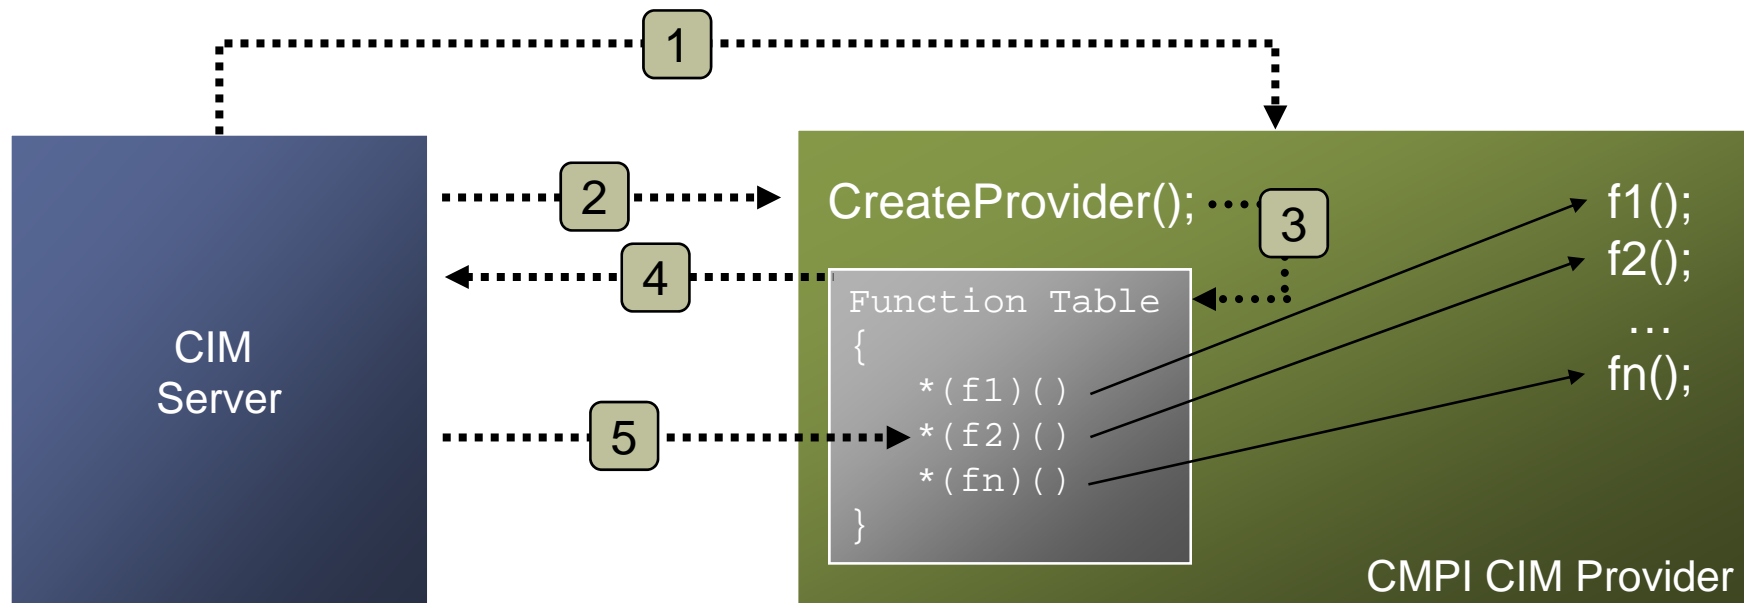 1
CIM
Server
2
4
5
CreateProvider();
3
Function Table
{
*(f1)()
*(f2)()
*(fn)()
}
f1();
f2();
...
fn();
CMPI CIM Provider